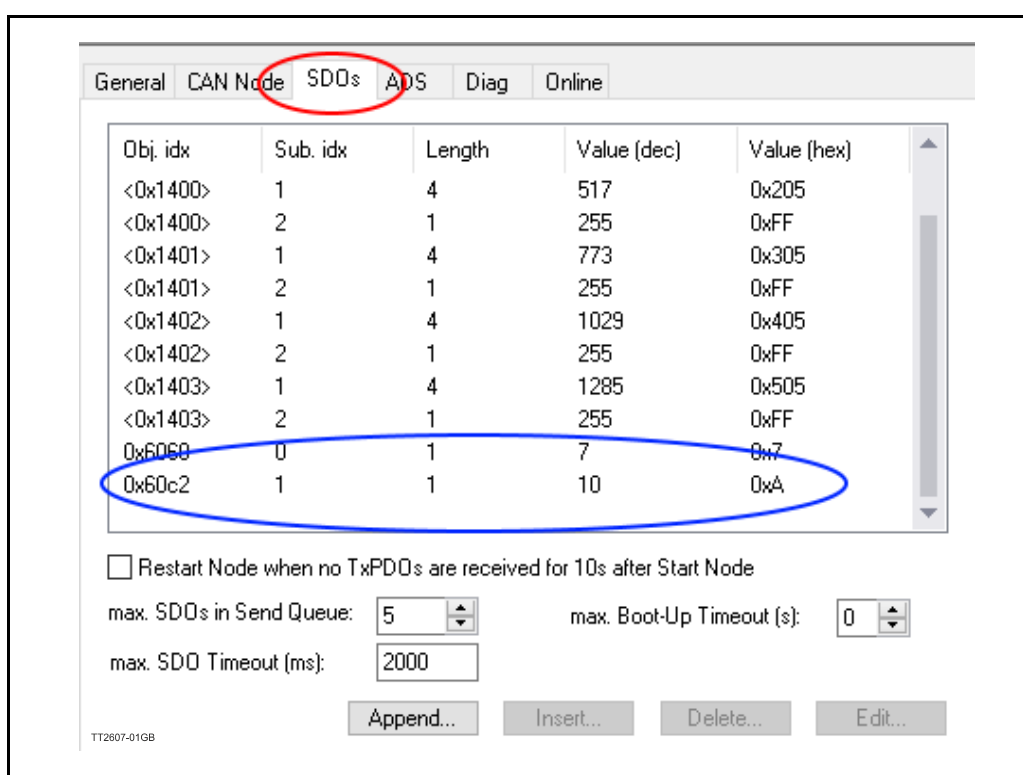 General CAN Node SDOs ADS Diag Online
Obj. idx Sub. idx Length Value (dec) Value (hex)
<0x1400> 1 4 517 0x205
<0x1400> 2 1 255 0xFF
<0x1401> 1 4 773 0x305
<0x1401> 2 1 255 0xFF
<0x1402> 1 4 1029 0x405
<0x1402> 2 1 255 0xFF
<0x1403> 1 4 1285 0x505
<0x1403> 2 1 255 0xFF
0x6060 0 1 7 0x7
0x60c2 1 1 10 0xA
Restart Node when no TxPDOs are received for 10s after Start Node
max. SDOs in Send Queue: 5 max. Boot-Up Timeout (s): 0
max. SDO Timeout (ms): 2000
Append... Insert... Delete... Edit...
TT2607-01GB